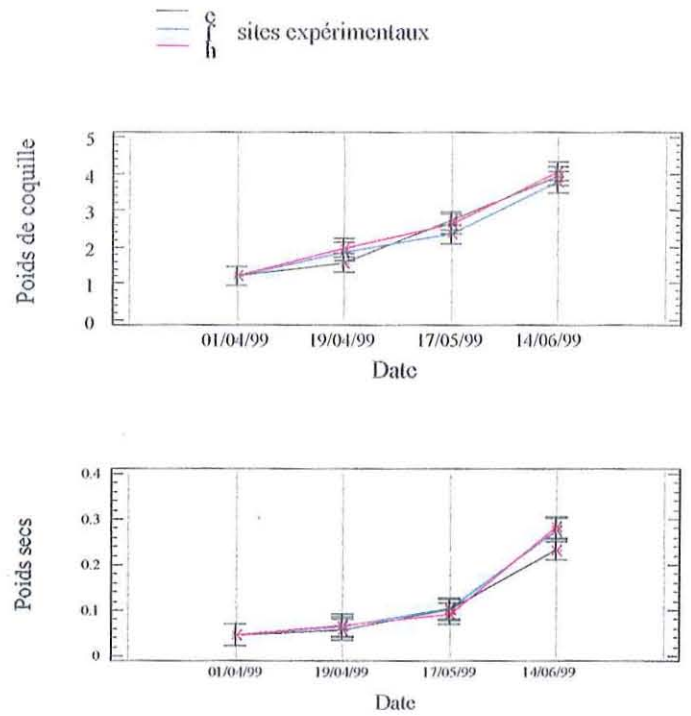 e
f sites expérimentaux
h
Poids de coquille
5
4
3
2
1
0
01/04/99 19/04/99 17/05/99 14/06/99
Date
Poids secs
0.4
0.3
0.2
0.1
0
01/04/99 19/04/99 17/05/99 14/06/99
Date